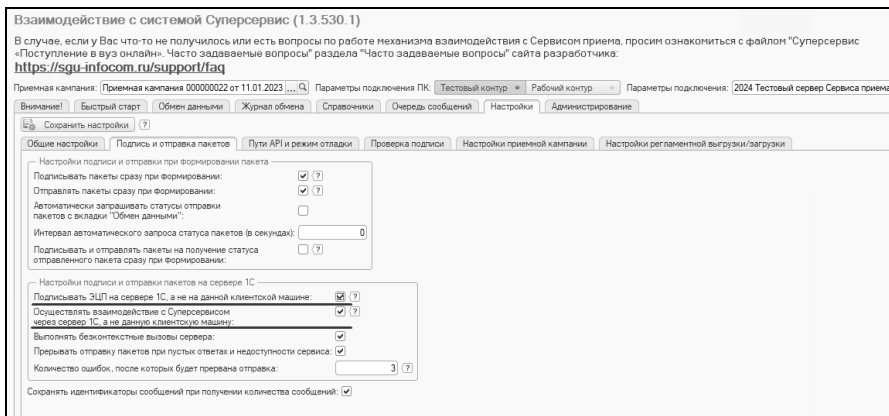 Взаимодействие с системой Суперсервис (1.3.530.1)
В случае, если у Вас что-то не получилось или есть вопросы по работе механизма взаимодействия с Сервисом приема, просим ознакомиться с файлом "Суперсервис
«Поступление в вуз онлайн». Часто задаваемые вопросы" раздела "Часто задаваемые вопросы" сайта разработчика:
https://sgu-infocom.ru/support/faq
Приемная кампания: Приемная кампания 000000022 от 11.01.2023 ... Параметры подключения ПК: Тестовый контур Рабочий контур Параметры подключения: 2024 Тестовый сервер Сервиса приема
Внимание! Быстрый старт Обмен данными Журнал обмена Справочники Очередь сообщений Настройки Администрирование
Сохранить настройки ?
Общие настройки Подпись и отправка пакетов Пути API и режим отладки Проверка подписи Настройки приемной кампании Настройки регламентной выгрузки/загрузки
Настройки подписи и отправки при формировании пакета
Подписывать пакеты сразу при формировании: ?
Отправлять пакеты сразу при формировании: ?
Автоматически запрашивать статусы отправки
пакетов с вкладки "Обмен данными":
Интервал автоматического запроса статуса пакетов (в секундах): 0
Подписывать и отправлять пакеты на получение статуса ?
отправленного пакета сразу при формировании:
Настройки подписи и отправки пакетов на сервере 1С
Подписывать ЭЦП на сервере 1С, а не на данной клиентской машине: ?
Осуществлять взаимодействие с Суперсервисом ?
через сервер 1С, а не данную клиентскую машину:
Выполнять безконтекстные вызовы сервера:
Прерывать отправку пакетов при пустых ответах и недоступности сервиса:
Количество ошибок, после которых будет прервана отправка: 3 ?
Сохранять идентификаторы сообщений при получении количества сообщений: